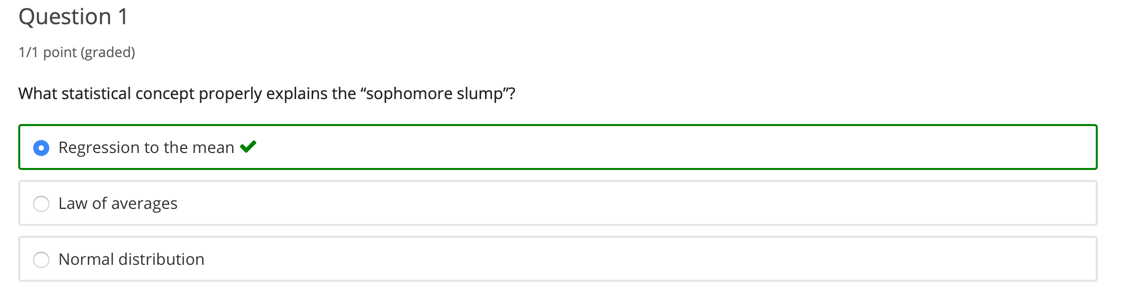 Question 1
1/1 point (graded)
What statistical concept properly explains the “sophomore slump”?
Regression to the mean
Law of averages
Normal distribution